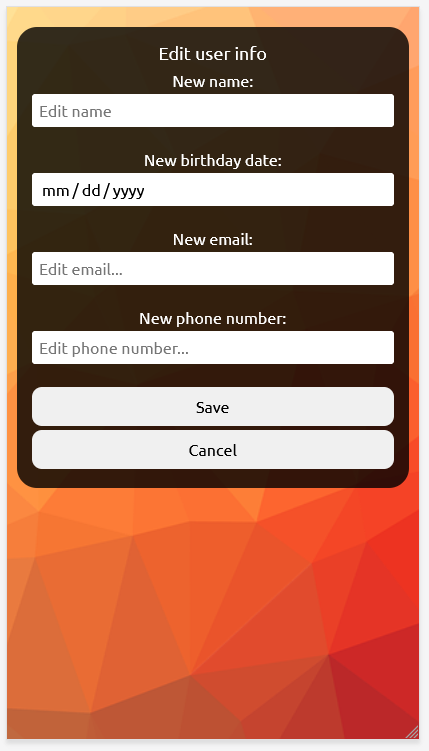 Edit user info
New name:
Edit name
New birthday date:
mm / dd / yyyy
New email:
Edit email...
New phone number:
Edit phone number...
Save
Cancel